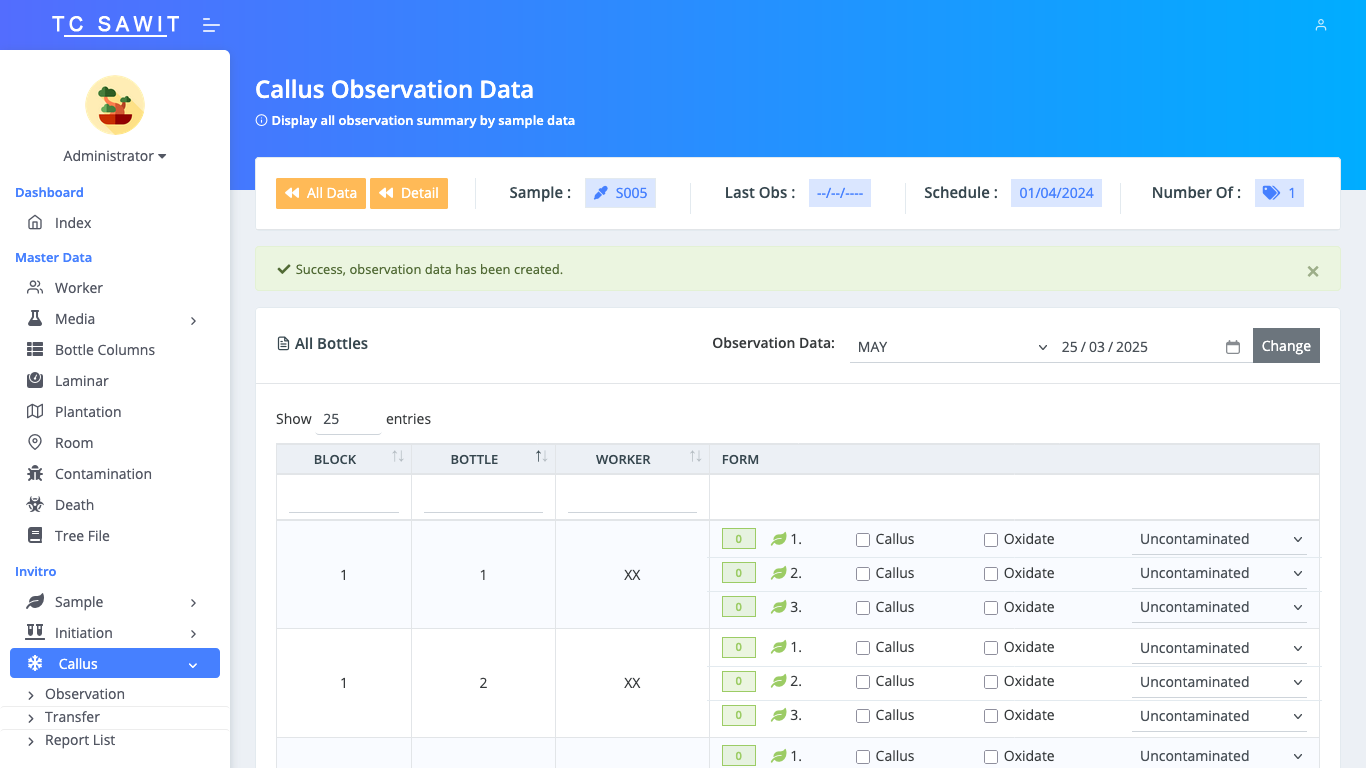 TC SAWIT
Administrator
Dashboard
Index
Master Data
Worker
Media
Bottle Columns
Laminar
Plantation
Room
Contamination
Death
Tree File
Invitro
Sample
Initiation
Callus
Observation
Transfer
Report List
Callus Observation Data
Display all observation summary by sample data
All Data Detail Sample : S005 Last Obs : --/--/---- Schedule : 01/04/2024 Number Of : 1
Success, observation data has been created. ×
All Bottles Observation Data: MAY 25 / 03 / 2025 Change
Show 25 entries
BLOCK BOTTLE WORKER FORM
0 1. Callus Oxidate Uncontaminated
1 1 XX 0 2. Callus Oxidate Uncontaminated
0 3. Callus Oxidate Uncontaminated
0 1. Callus Oxidate Uncontaminated
1 2 XX 0 2. Callus Oxidate Uncontaminated
0 3. Callus Oxidate Uncontaminated
0 1. Callus Oxidate Uncontaminated